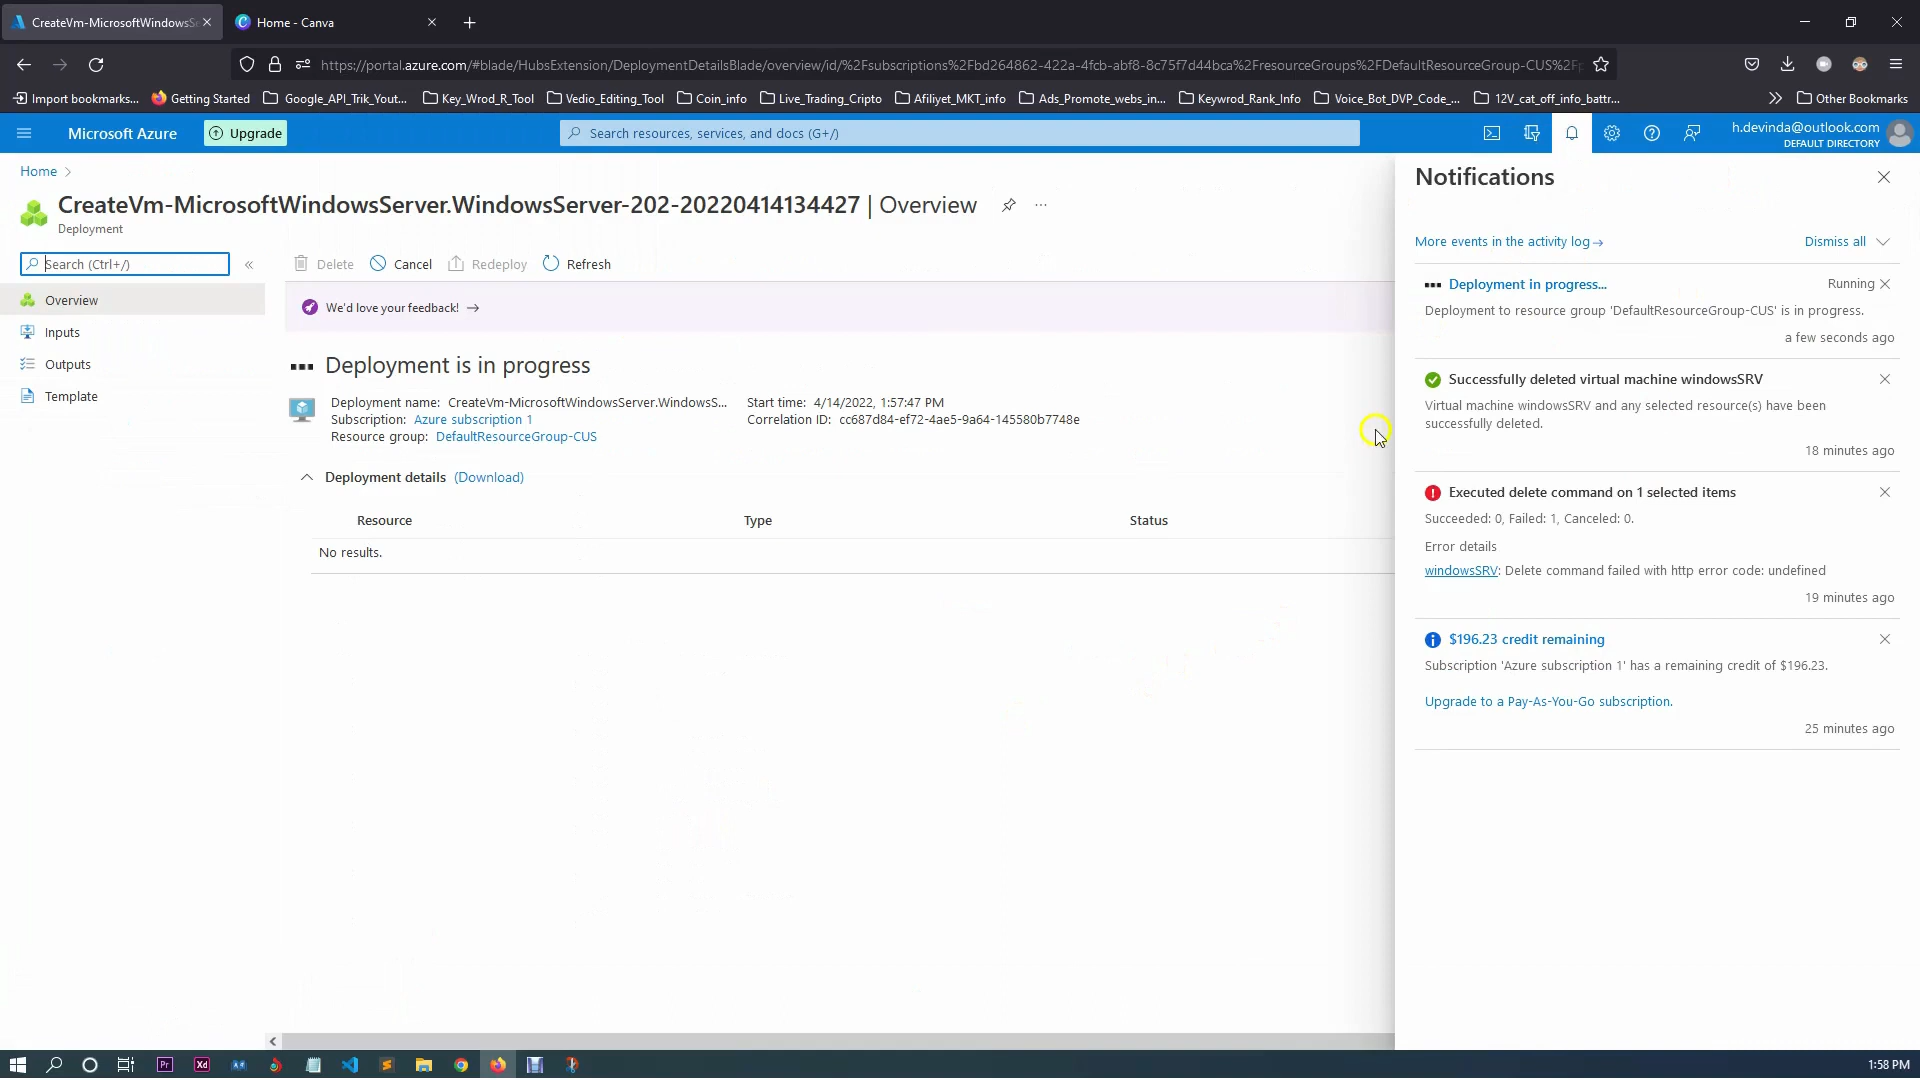 CreateVm-MicrosoftWindowsSe
Home - Canva
https://portal.azure.com/#blade/HubsExtension/DeploymentDetailsBlade/overview/id/%2Fsubscriptions%2Fbd264862-422a-4fcb-abf8-8c75f7d44bca%2FresourceGroups%2FDefaultResourceGroup-CUS%2Fp
Import bookmarks...
Getting Started
Google_API_Trik_Yout...
Key_Wrod_R_Tool
Vedio_Editing_Tool
Coin_info
Live_Trading_Cripto
Afiliyet_MKT_info
Ads_Promote_webs_in...
Keywrod_Rank_Info
Voice_Bot_DVP_Code_...
12V_cat_off_info_battr...
Other Bookmarks
Microsoft Azure
Upgrade
Search resources, services, and docs (G+/)
h.devinda@outlook.com
DEFAULT DIRECTORY
Home
CreateVm-MicrosoftWindowsServer.WindowsServer-202-20220414134427 | Overview
Deployment
Search (Ctrl+/)
Overview
Inputs
Outputs
Template
Delete
Cancel
Redeploy
Refresh
We'd love your feedback! →
Deployment is in progress
Deployment name: CreateVm-MicrosoftWindowsServer.WindowsS...
Subscription: Azure subscription 1
Resource group: DefaultResourceGroup-CUS
Start time: 4/14/2022, 1:57:47 PM
Correlation ID: cc687d84-ef72-4ae5-9a64-145580b7748e
Deployment details (Download)
Resource
Type
Status
No results.
Notifications
More events in the activity log →
Dismiss all
Deployment in progress...
Running
Deployment to resource group 'DefaultResourceGroup-CUS' is in progress.
a few seconds ago
Successfully deleted virtual machine windowsSRV
Virtual machine windowsSRV and any selected resource(s) have been
successfully deleted.
18 minutes ago
Executed delete command on 1 selected items
Succeeded: 0, Failed: 1, Canceled: 0.
Error details
windowsSRV: Delete command failed with http error code: undefined
19 minutes ago
$196.23 credit remaining
Subscription 'Azure subscription 1' has a remaining credit of $196.23.
Upgrade to a Pay-As-You-Go subscription.
25 minutes ago
Pr
Xd
1:58 PM